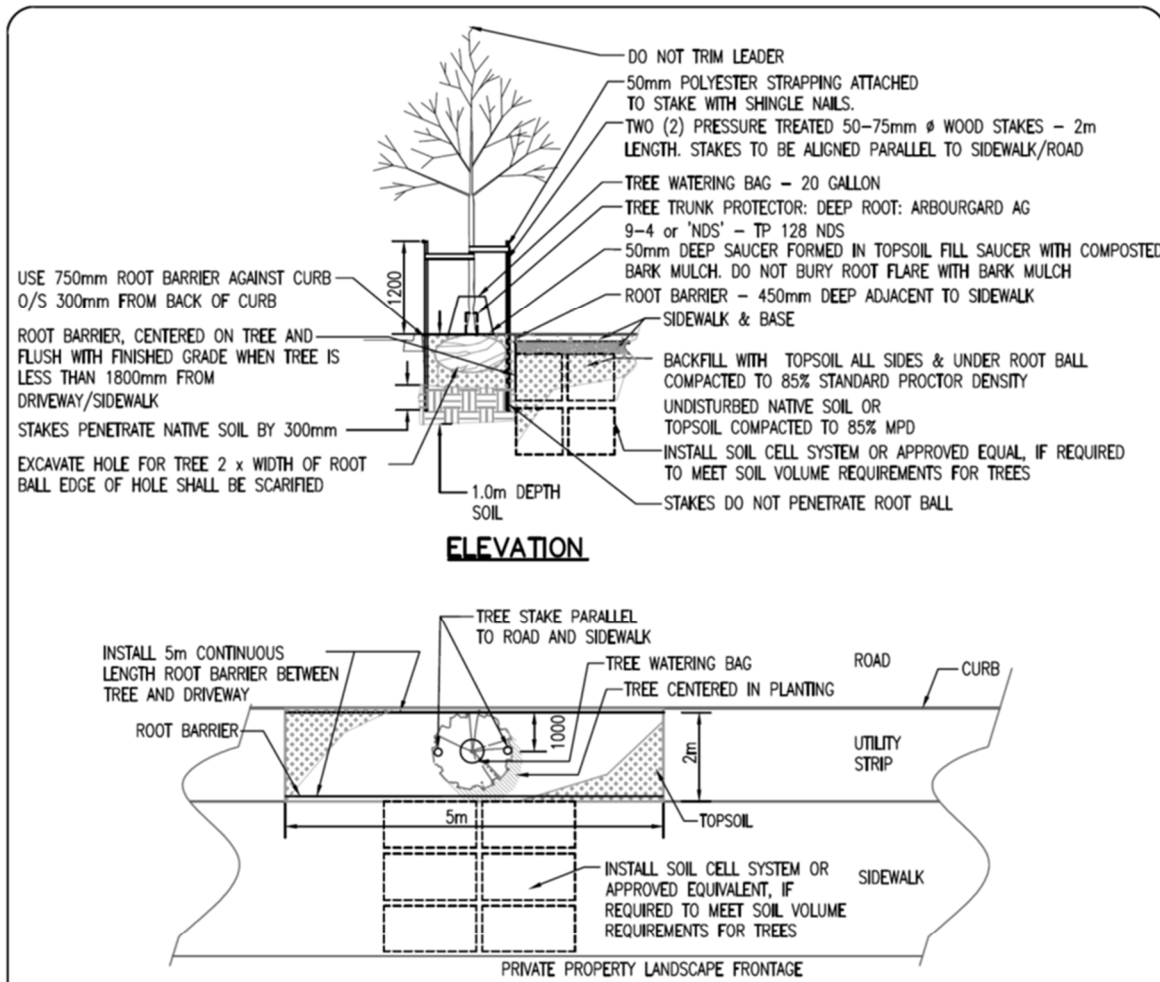 DO NOT TRIM LEADER
50mm POLYESTER STRAPPING ATTACHED
TO STAKE WITH SHINGLE NAILS.
TWO (2) PRESSURE TREATED 50-75mm ø WOOD STAKES - 2m
LENGTH. STAKES TO BE ALIGNED PARALLEL TO SIDEWALK/ROAD
TREE WATERING BAG - 20 GALLON
TREE TRUNK PROTECTOR: DEEP ROOT: ARBOURGARD AG
9-4 or 'NDS' - TP 128 NDS
50mm DEEP SAUCER FORMED IN TOPSOIL FILL SAUCER WITH COMPOSTED
BARK MULCH. DO NOT BURY ROOT FLARE WITH BARK MULCH
ROOT BARRIER - 450mm DEEP ADJACENT TO SIDEWALK
SIDEWALK & BASE
BACKFILL WITH TOPSOIL ALL SIDES & UNDER ROOT BALL
COMPACTED TO 85% STANDARD PROCTOR DENSITY
UNDISTURBED NATIVE SOIL OR
TOPSOIL COMPACTED TO 85% MPD
INSTALL SOIL CELL SYSTEM OR APPROVED EQUAL, IF REQUIRED
TO MEET SOIL VOLUME REQUIREMENTS FOR TREES
STAKES DO NOT PENETRATE ROOT BALL
1200
USE 750mm ROOT BARRIER AGAINST CURB
O/S 300mm FROM BACK OF CURB
ROOT BARRIER, CENTERED ON TREE AND
FLUSH WITH FINISHED GRADE WHEN TREE IS
LESS THAN 1800mm FROM
DRIVEWAY/SIDEWALK
STAKES PENETRATE NATIVE SOIL BY 300mm
EXCAVATE HOLE FOR TREE 2 x WIDTH OF ROOT
BALL EDGE OF HOLE SHALL BE SCARIFIED
1.0m DEPTH
SOIL
ELEVATION
TREE STAKE PARALLEL
TO ROAD AND SIDEWALK
INSTALL 5m CONTINUOUS
LENGTH ROOT BARRIER BETWEEN
TREE AND DRIVEWAY
TREE WATERING BAG
TREE CENTERED IN PLANTING
ROAD
CURB
ROOT BARRIER
1000
2m
UTILITY
STRIP
5m
TOPSOIL
INSTALL SOIL CELL SYSTEM OR
APPROVED EQUIVALENT, IF
REQUIRED TO MEET SOIL VOLUME
REQUIREMENTS FOR TREES
SIDEWALK
PRIVATE PROPERTY LANDSCAPE FRONTAGE